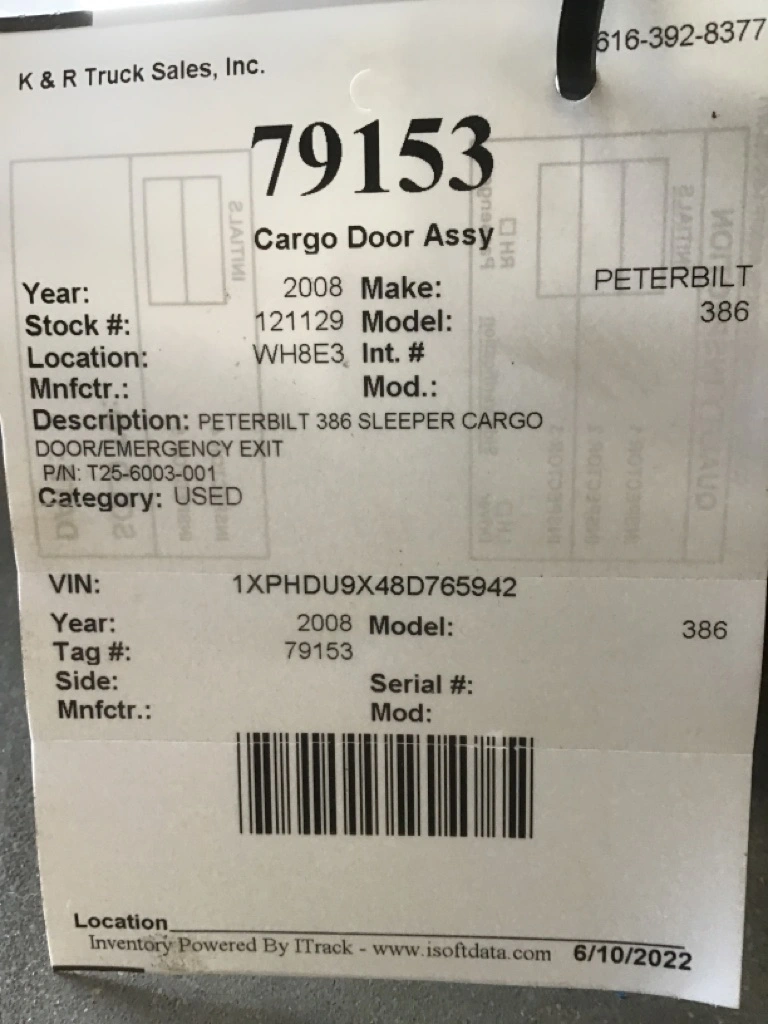 K & R Truck Sales, Inc. 616-392-8377
79153
Cargo Door Assy
Year: 2008 Make: PETERBILT
Stock #: 121129 Model: 386
Location: WH8E3 Int. #
Mnfctr.: Mod.:
Description: PETERBILT 386 SLEEPER CARGO
DOOR/EMERGENCY EXIT
P/N: T25-6003-001
Category: USED
VIN: 1XPHDU9X48D765942
Year: 2008 Model: 386
Tag #: 79153
Side: Serial #:
Mnfctr.: Mod:
Location
Inventory Powered By ITrack - www.isoftdata.com 6/10/2022